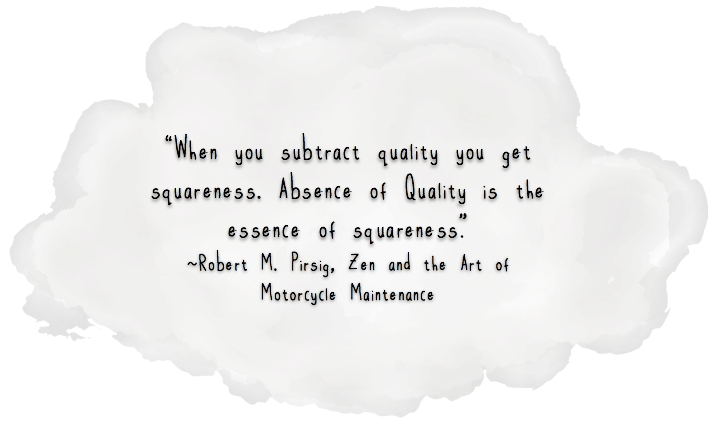 “When you subtract quality you get
squareness. Absence of Quality is the
essence of squareness.”
~Robert M. Pirsig, Zen and the Art of
Motorcycle Maintenance